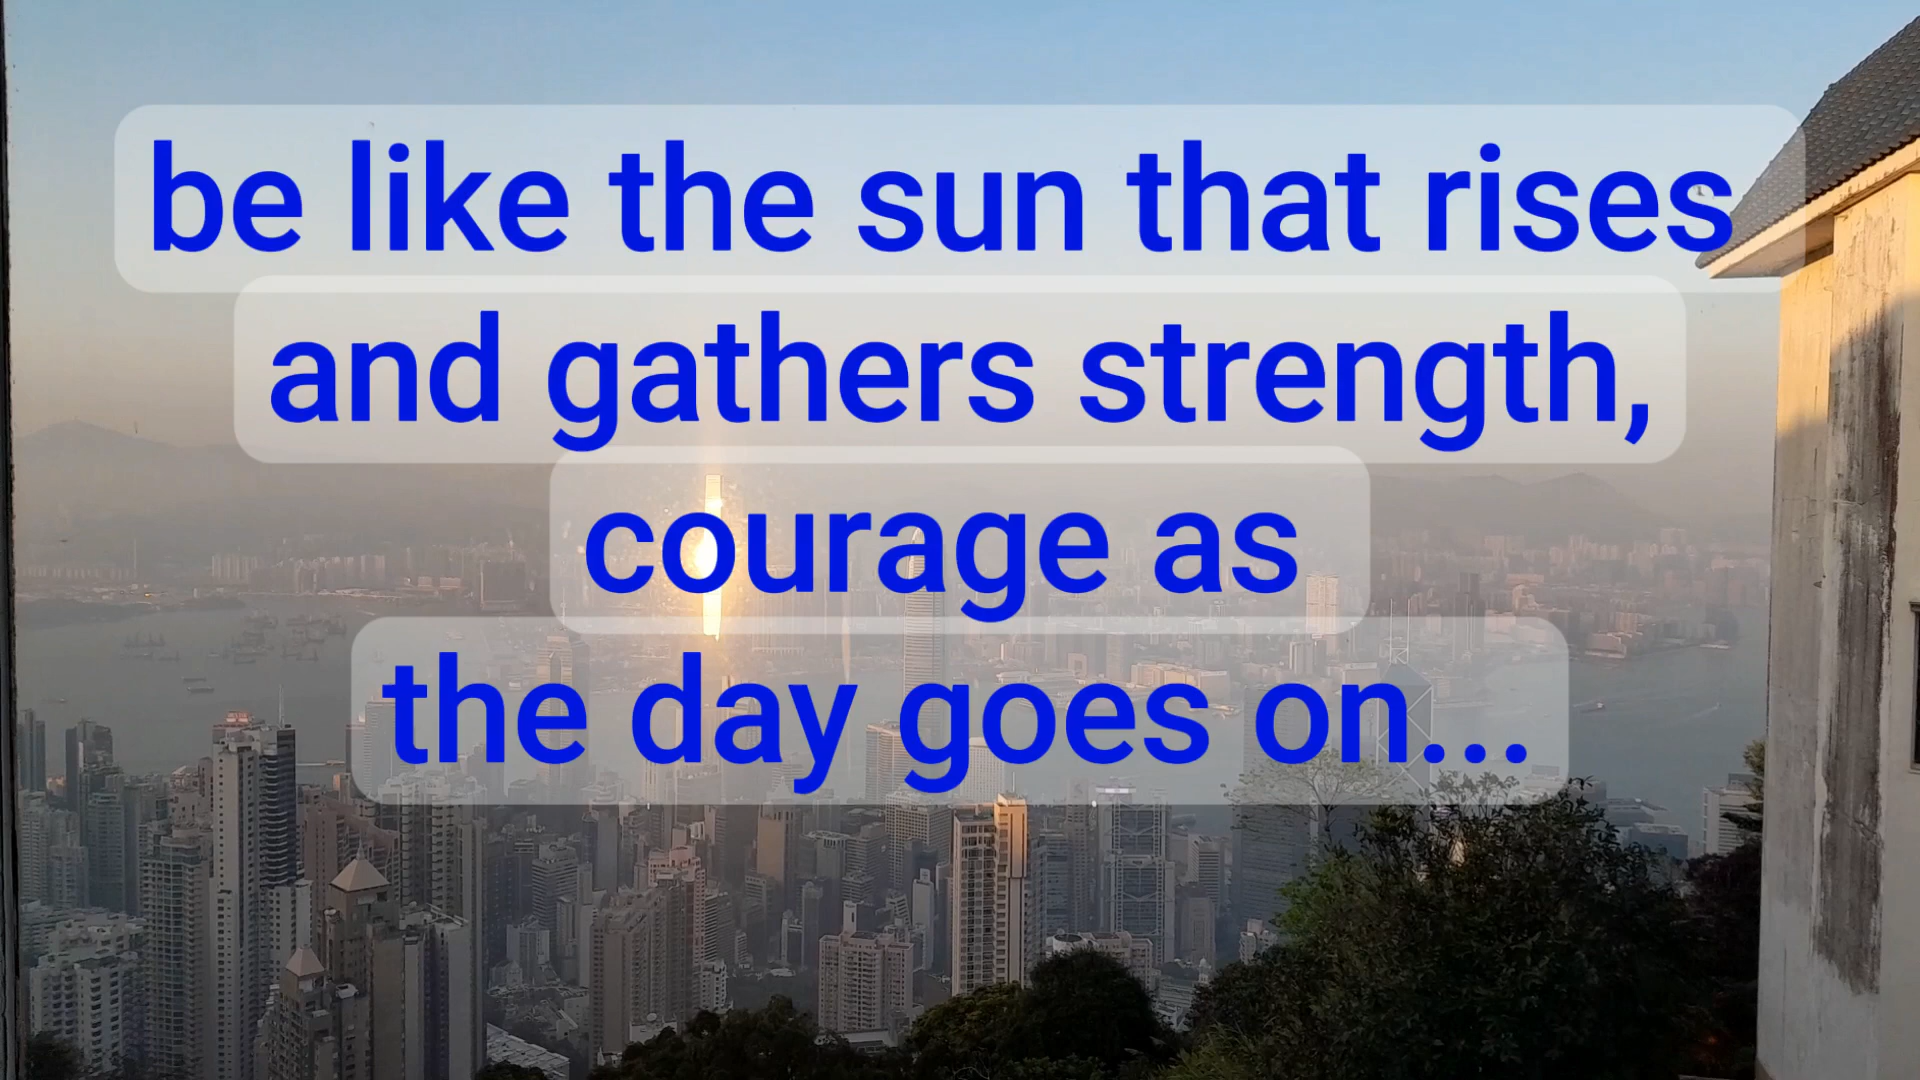 be like the sun that rises
and gathers strength,
courage as
the day goes on...